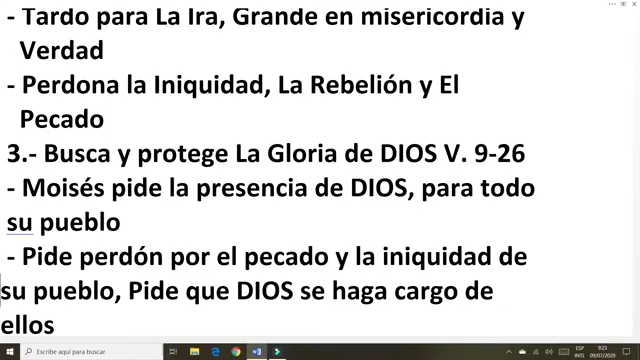 - Tardo para La Ira, Grande en misericordia y
Verdad
- Perdona la Iniquidad, La Rebelión y El
Pecado
3.- Busca y protege La Gloria de DIOS V. 9-26
- Moisés pide la presencia de DIOS, para todo
su pueblo
- Pide perdón por el pecado y la iniquidad de
su pueblo, Pide que DIOS se haga cargo de
ellos
Escribe aquí para buscar
ESP
INTL
9:23
09/07/2020